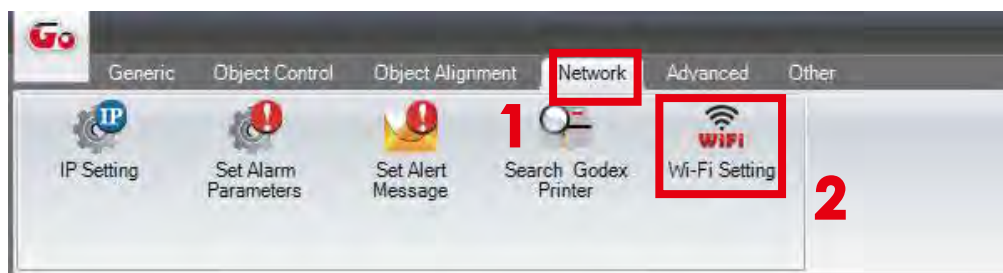 Go
Generic Object Control Object Alignment Network Advanced Other
1
IP WiFi
IP Setting Set Alarm Set Alert Search Godex Wi-Fi Setting
Parameters Message Printer
2